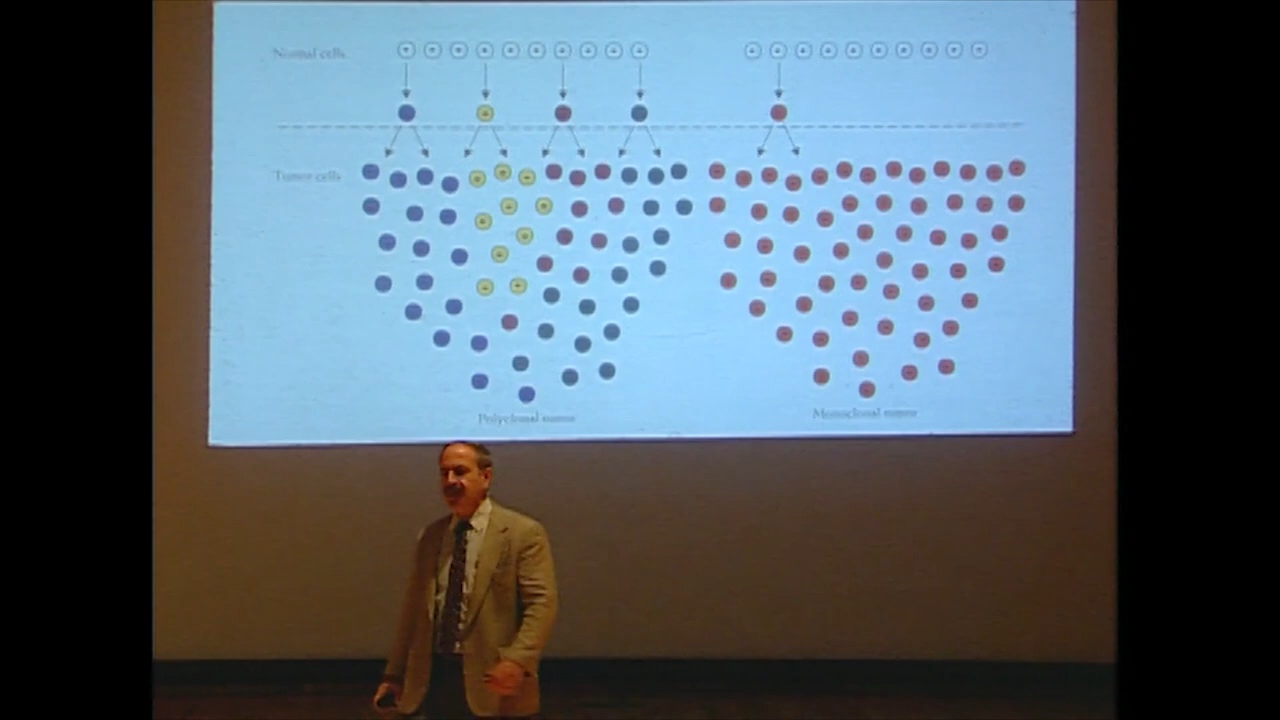 Normal cells
Tumor cells
Polyclonal tumor
Monoclonal tumor